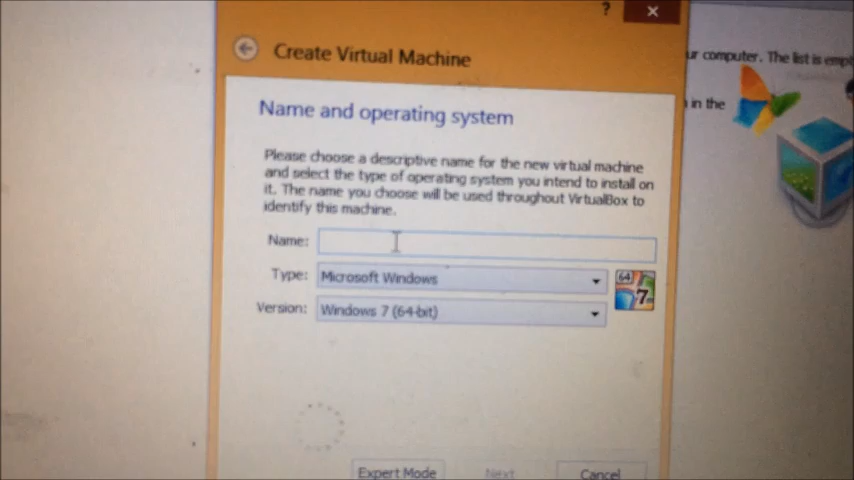 ?
Create Virtual Machine
Name and operating system
Please choose a descriptive name for the new virtual machine
and select the type of operating system you intend to install on
it. The name you choose will be used throughout VirtualBox to
identify this machine.
Name:
Type: Microsoft Windows
64
7
Version: Windows 7 (64-bit)
Expert Mode Next Cancel
ur computer. The list is empt
in the